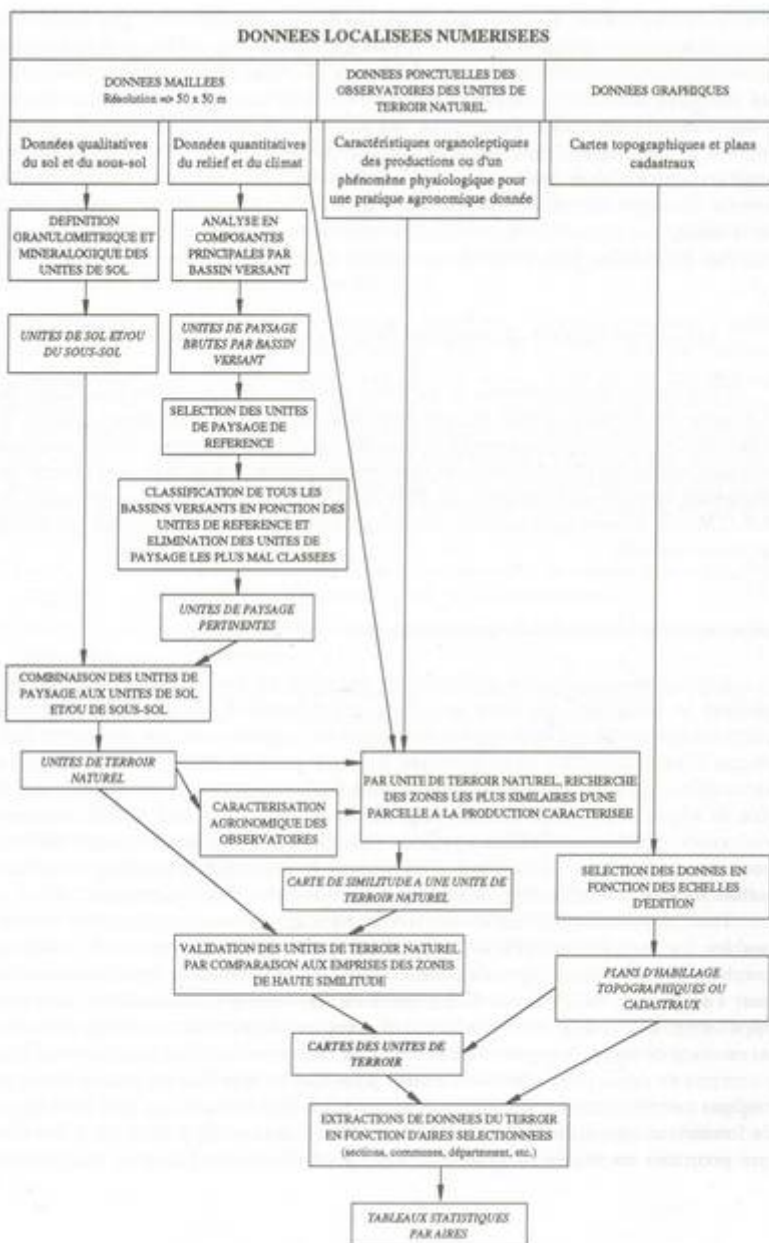 DONNEES LOCALISEES NUMERISEES
DONNEES MAILLEES
Résolution => 50 x 50 m
DONNEES PONCTUELLES DES
OBSERVATOIRES DES UNITES DE
TERROIR NATUREL
DONNEES GRAPHIQUES
Données qualitatives
du sol et du sous-sol
Données quantitatives
du relief et du climat
Caractéristiques organoleptiques
des productions ou d'un
phénomène physiologique pour
une pratique agronomique donnée
Cartes topographiques et plans
cadastraux
DEFINITION
GRANULOMETRIQUE ET
MINERALOGIQUE DES
UNITES DE SOL
ANALYSE EN
COMPOSANTES
PRINCIPALES PAR
BASSIN VERSANT
UNITES DE SOL ET/OU
DU SOUS-SOL
UNITES DE PAYSAGE
BRUTES PAR BASSIN
VERSANT
SELECTION DES UNITES
DE PAYSAGE DE
REFERENCE
CLASSIFICATION DE TOUS LES
BASSINS VERSANTS EN FONCTION DES
UNITES DE REFERENCE ET
ELIMINATION DES UNITES DE
PAYSAGE LES PLUS MAL CLASSEES
UNITES DE PAYSAGE
PERTINENTES
COMBINAISON DES UNITES DE
PAYSAGE AUX UNITES DE SOL
ET/OU DE SOUS-SOL
UNITES DE TERROIR
NATUREL
CARACTERISATION
AGRONOMIQUE DES
OBSERVATOIRES
PAR UNITE DE TERROIR NATUREL, RECHERCHE
DES ZONES LES PLUS SIMILAIRES D'UNE
PARCELLE A LA PRODUCTION CARACTERISEE
CARTE DE SIMILITUDE A UNE UNITE DE
TERROIR NATUREL
SELECTION DES DONNES EN
FONCTION DES ECHELLES
D'EDITION
VALIDATION DES UNITES DE TERROIR NATUREL
PAR COMPARAISON AUX EMPRISES DES ZONES
DE HAUTE SIMILITUDE
PLANS D'HABILLAGE
TOPOGRAPHIQUES OU
CADASTRAUX
CARTES DES UNITES DE
TERROIR
EXTRACTIONS DE DONNEES DU TERROIR
EN FONCTION D'AIRES SELECTIONNEES
(sections, communes, département, etc.)
TABLEAUX STATISTIQUES
PAR AIRES